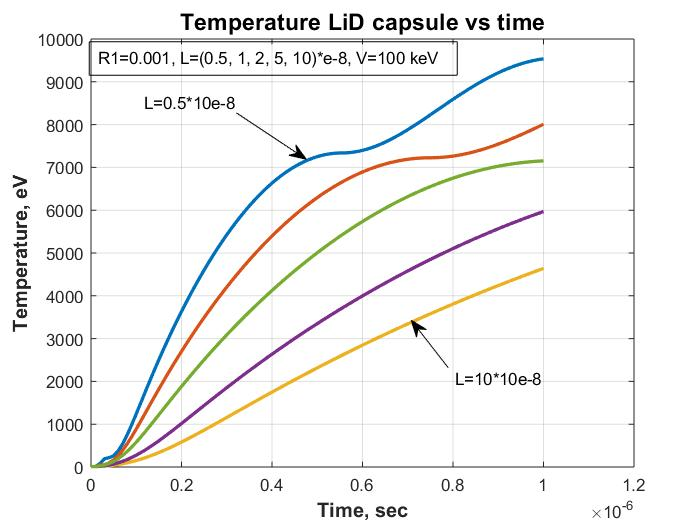 Temperature LiD capsule vs time
R1=0.001, L=(0.5, 1, 2, 5, 10)*e-8, V=100 keV
L=0.5*10e-8
L=10*10e-8
Temperature, eV
10000
9000
8000
7000
6000
5000
4000
3000
2000
1000
0
0 0.2 0.4 0.6 0.8 1 1.2
×10⁻⁶
Time, sec